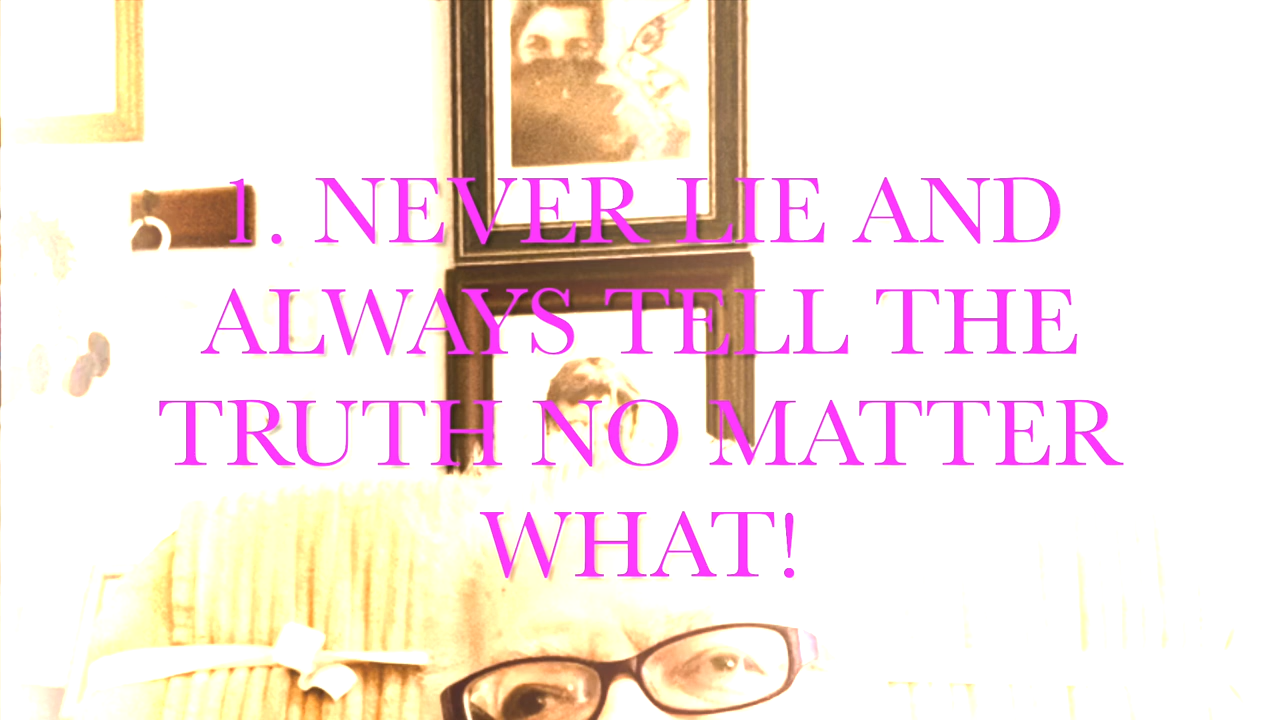 1. NEVER LIE AND
ALWAYS TELL THE
TRUTH NO MATTER
WHAT!